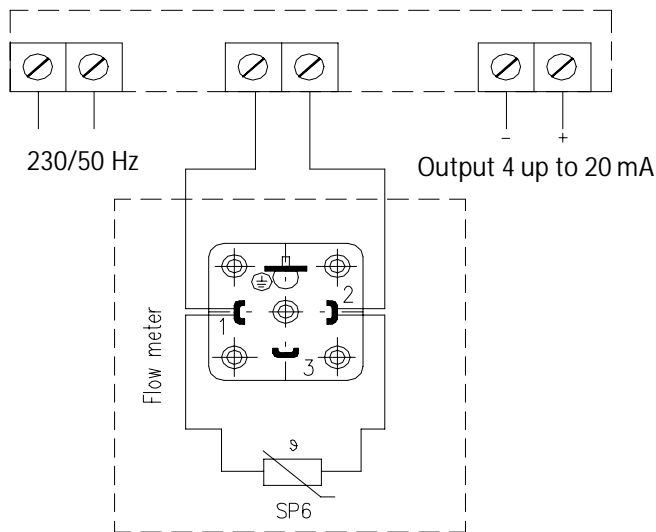 - +
230/50 Hz
Output 4 up to 20 mA
2
1
3
Flow meter
ϑ
SP6